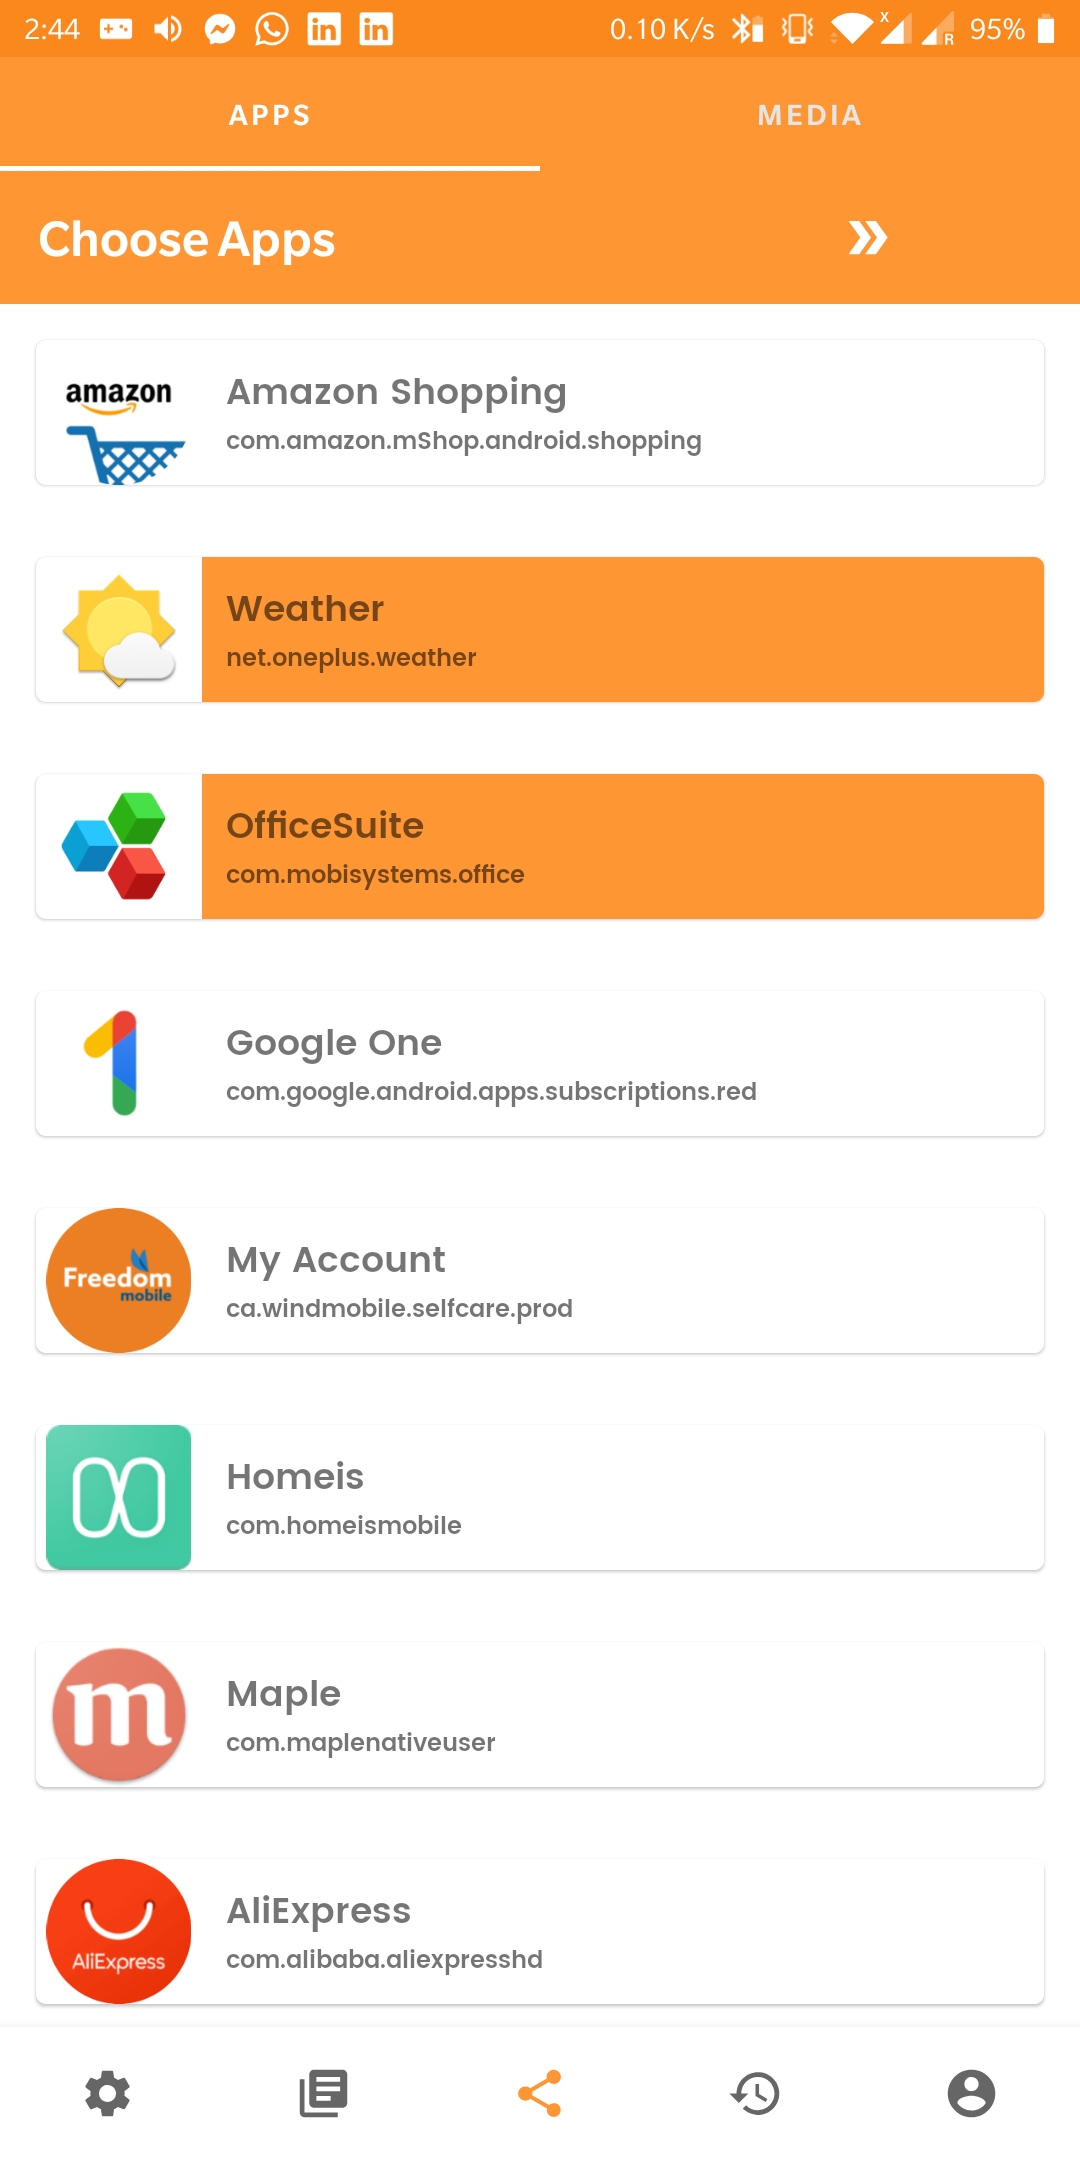 2:44 0.10 K/s X R 95%
APPS MEDIA
Choose Apps
amazon
Amazon Shopping
com.amazon.mShop.android.shopping
Weather
net.oneplus.weather
OfficeSuite
com.mobisystems.office
Google One
com.google.android.apps.subscriptions.red
Freedom
mobile
My Account
ca.windmobile.selfcare.prod
Homeis
com.homeismobile
m
Maple
com.maplenativeuser
AliExpress
AliExpress
com.alibaba.aliexpresshd